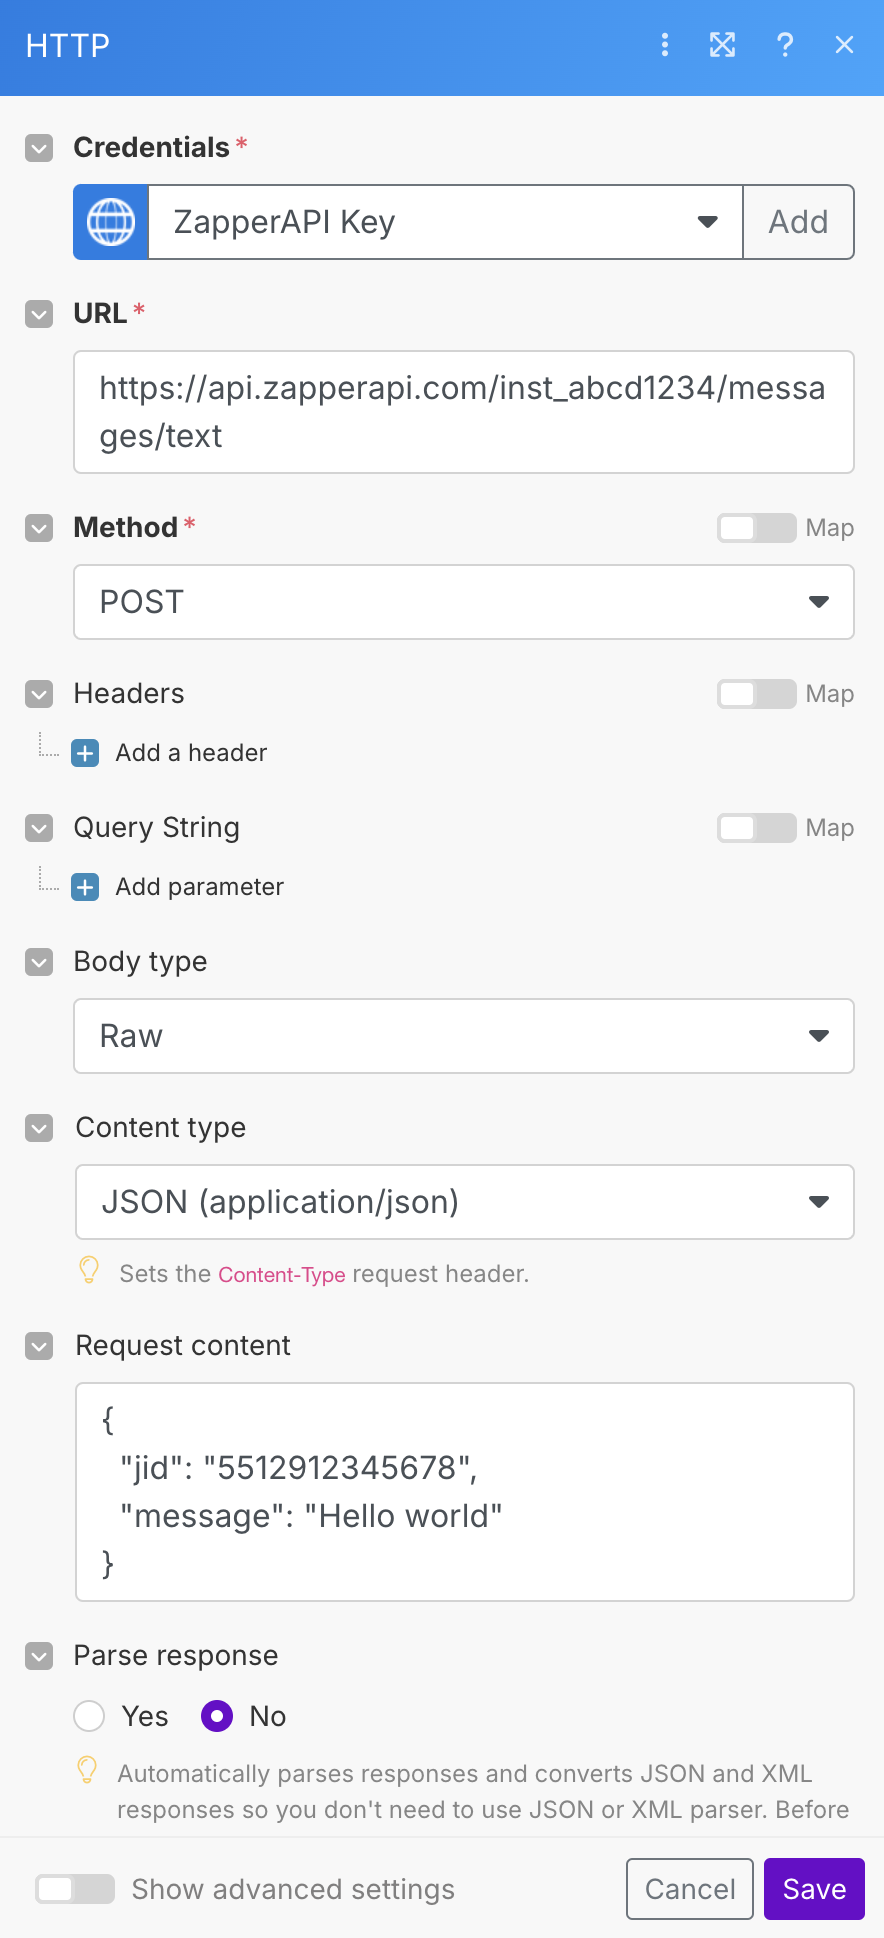 HTTP
Credentials *
ZapperAPI Key
Add
URL *
https://api.zapperapi.com/inst_abcd1234/messa
ges/text
Method * Map
POST
Headers Map
Add a header
Query String Map
Add parameter
Body type
Raw
Content type
JSON (application/json)
Sets the Content-Type request header.
Request content
{
"jid": "5512912345678",
"message": "Hello world"
}
Parse response
Yes No
Automatically parses responses and converts JSON and XML
responses so you don't need to use JSON or XML parser. Before
Show advanced settings Cancel Save